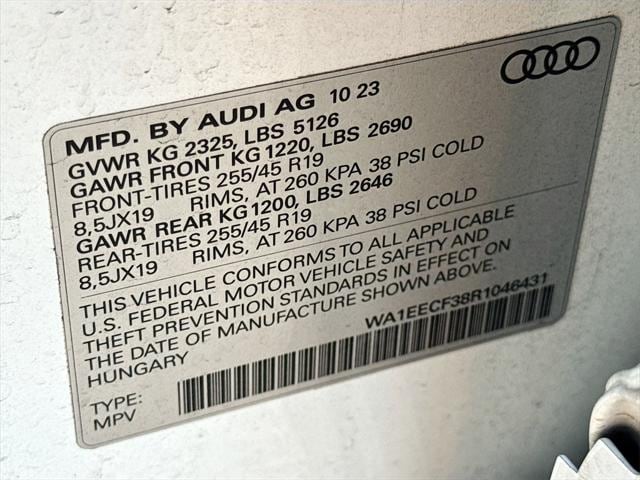 MFD. BY AUDI AG 10 23
GVWR KG 2325, LBS 5126
GAWR FRONT KG 1220, LBS 2690
FRONT-TIRES 255/45 R19
8,5JX19 RIMS, AT 260 KPA 38 PSI COLD
GAWR REAR KG 1200, LBS 2646
REAR-TIRES 255/45 R19
8,5JX19 RIMS, AT 260 KPA 38 PSI COLD
THIS VEHICLE CONFORMS TO ALL APPLICABLE
U.S. FEDERAL MOTOR VEHICLE SAFETY AND
THEFT PREVENTION STANDARDS IN EFFECT ON
THE DATE OF MANUFACTURE SHOWN ABOVE.
HUNGARY WA1EECF38R1046431
TYPE:
MPV